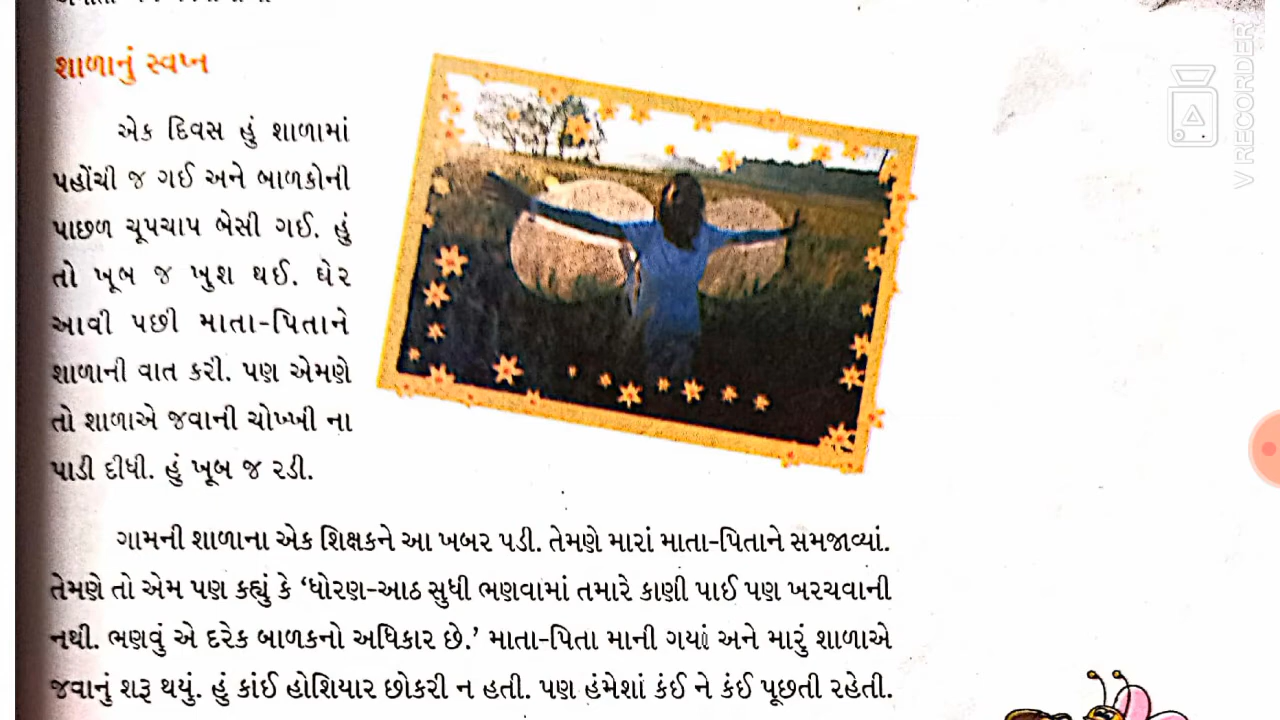 શાળાનું સ્વપ્ન
એક દિવસ હું શાળામાં
પહોંચી જ ગઈ અને બાળકોની
પાછળ ચૂપચાપ બેસી ગઈ. હું
તો ખૂબ જ ખુશ થઈ. ઘેર
આવી પછી માતા-પિતાને
શાળાની વાત કરી. પણ એમણે
તો શાળાએ જવાની ચોખ્ખી ના
પાડી દીધી. હું ખૂબ જ રડી.
ગામની શાળાના એક શિક્ષકને આ ખબર પડી. તેમણે મારાં માતા-પિતાને સમજાવ્યાં.
તેમણે તો એમ પણ કહ્યું કે ‘ધોરણ-આઠ સુધી ભણવામાં તમારે કાણી પાઈ પણ ખરચવાની
નથી. ભણવું એ દરેક બાળકનો અધિકાર છે.’ માતા-પિતા માની ગયાં અને મારું શાળાએ
જવાનું શરૂ થયું. હું કાંઈ હોશિયાર છોકરી ન હતી. પણ હંમેશાં કંઈ ને કંઈ પૂછતી રહેતી.
V RECORDER